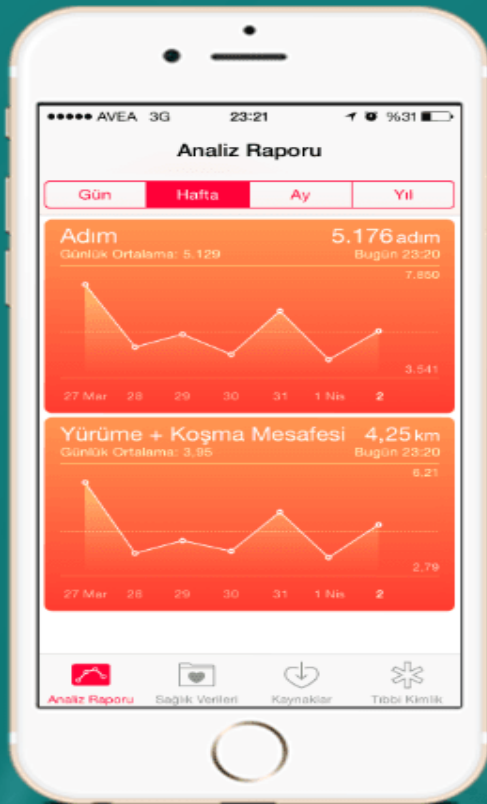 AVEA 3G 23:21 %31
Analiz Raporu
Gün Hafta Ay Yıl
Adım 5.176 adım
Günlük Ortalama: 5.129 Bugün 23:20
7.850
3.541
27 Mar 28 29 30 31 1 Nis 2
Yürüme + Koşma Mesafesi 4,25 km
Günlük Ortalama: 3,95 Bugün 23:20
6,21
2,79
27 Mar 28 29 30 31 1 Nis 2
Analiz Raporu Sağlık Verileri Kaynaklar Tıbbi Kimlik